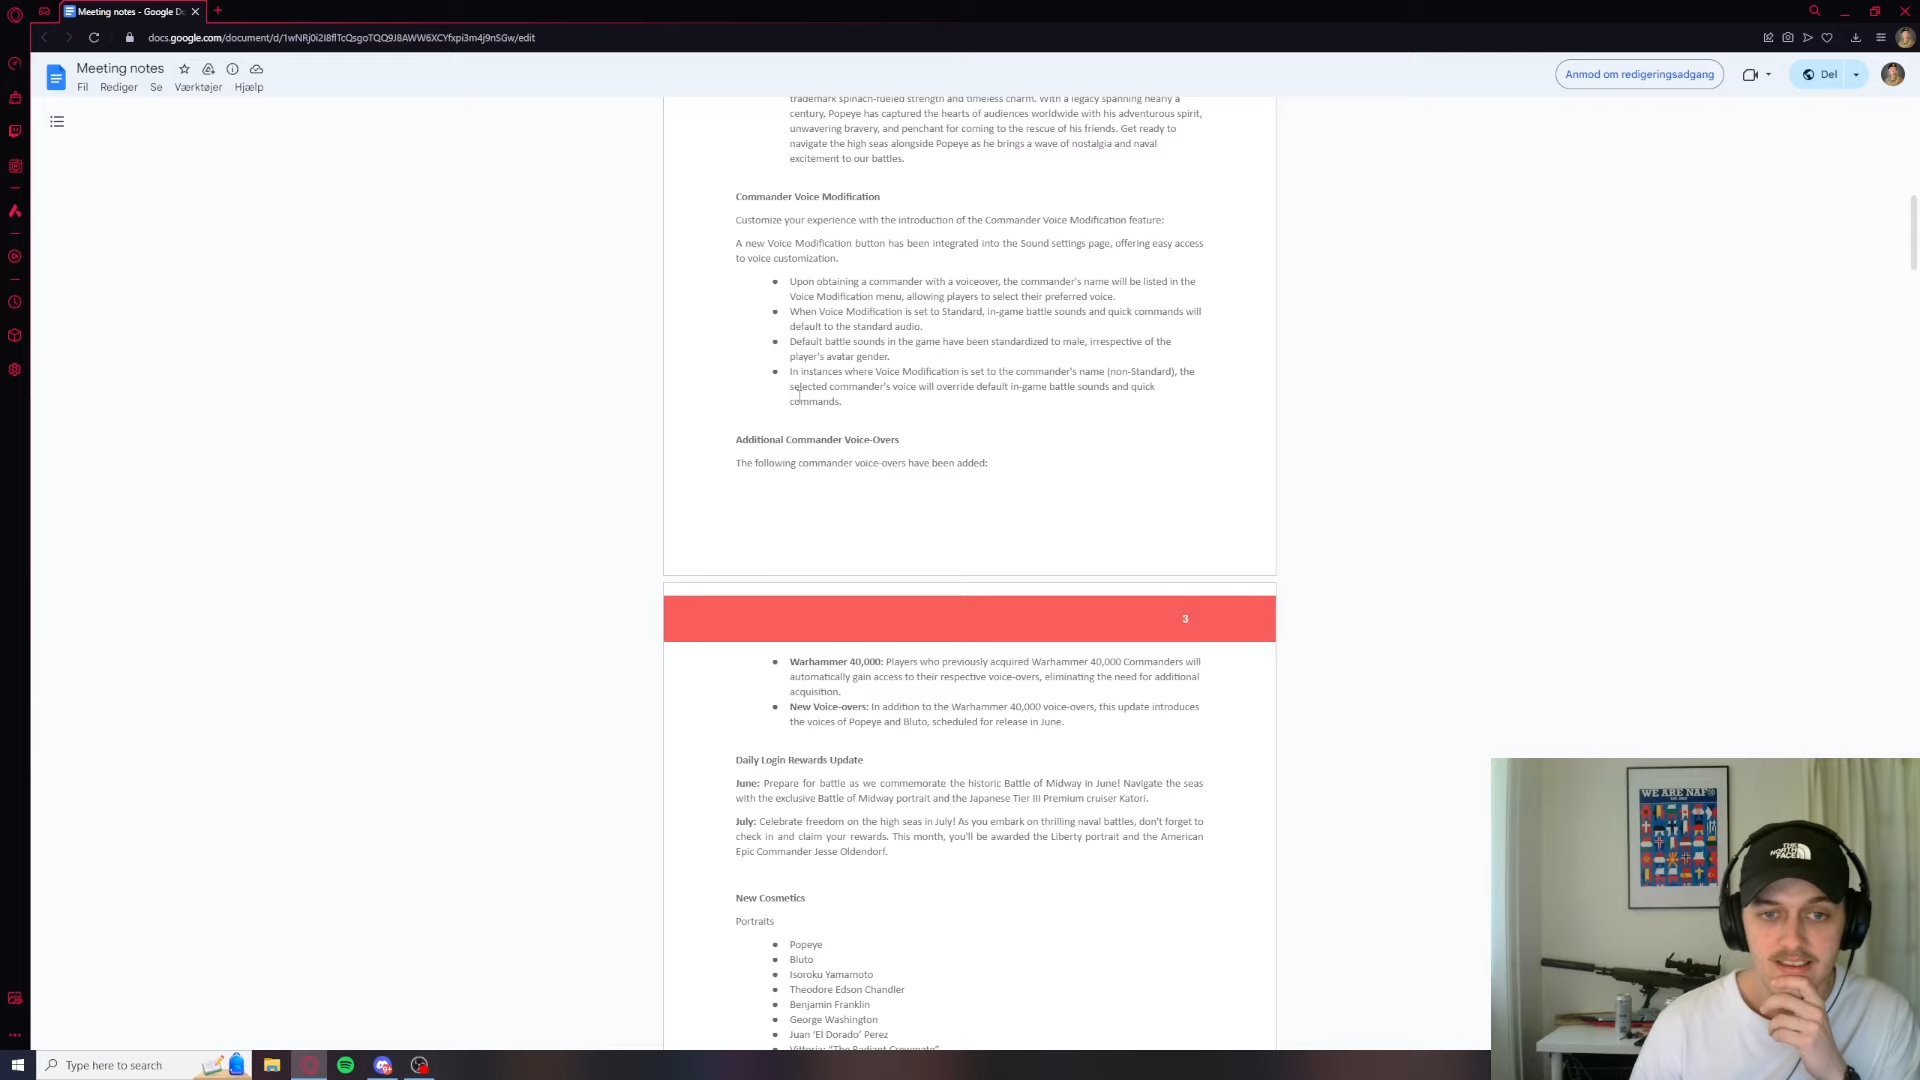 Meeting notes - Google D
docs.google.com/document/d/1wNRj0i2I8flTcQsgoTQQ9J8AWW6XCYfxpi3m4j9nSGw/edit
Meeting notes
Fil Rediger Se Værktøjer Hjælp
Anmod om redigeringsadgang
Del
trademark spinach-fueled strength and timeless charm. With a legacy spanning nearly a
century, Popeye has captured the hearts of audiences worldwide with his adventurous spirit,
unwavering bravery, and penchant for coming to the rescue of his friends. Get ready to
navigate the high seas alongside Popeye as he brings a wave of nostalgia and naval
excitement to our battles.
Commander Voice Modification
Customize your experience with the introduction of the Commander Voice Modification feature:
A new Voice Modification button has been integrated into the Sound settings page, offering easy access
to voice customization.
● Upon obtaining a commander with a voiceover, the commander's name will be listed in the
Voice Modification menu, allowing players to select their preferred voice.
● When Voice Modification is set to Standard, in-game battle sounds and quick commands will
default to the standard audio.
● Default battle sounds in the game have been standardized to male, irrespective of the
player's avatar gender.
● In instances where Voice Modification is set to the commander's name (non-Standard), the
selected commander's voice will override default in-game battle sounds and quick
commands.
Additional Commander Voice-Overs
The following commander voice-overs have been added:
3
● Warhammer 40,000: Players who previously acquired Warhammer 40,000 Commanders will
automatically gain access to their respective voice-overs, eliminating the need for additional
acquisition.
● New Voice-overs: In addition to the Warhammer 40,000 voice-overs, this update introduces
the voices of Popeye and Bluto, scheduled for release in June.
Daily Login Rewards Update
June: Prepare for battle as we commemorate the historic Battle of Midway in June! Navigate the seas
with the exclusive Battle of Midway portrait and the Japanese Tier III Premium cruiser Katori.
July: Celebrate freedom on the high seas in July! As you embark on thrilling naval battles, don't forget to
check in and claim your rewards. This month, you'll be awarded the Liberty portrait and the American
Epic Commander Jesse Oldendorf.
New Cosmetics
Portraits
● Popeye
● Bluto
● Isoroku Yamamoto
● Theodore Edson Chandler
● Benjamin Franklin
● George Washington
● Juan ‘El Dorado’ Perez
● Vittoria: “The Radiant Crowmate”
WE ARE NAF
THE NORTH FACE
Type here to search
9+